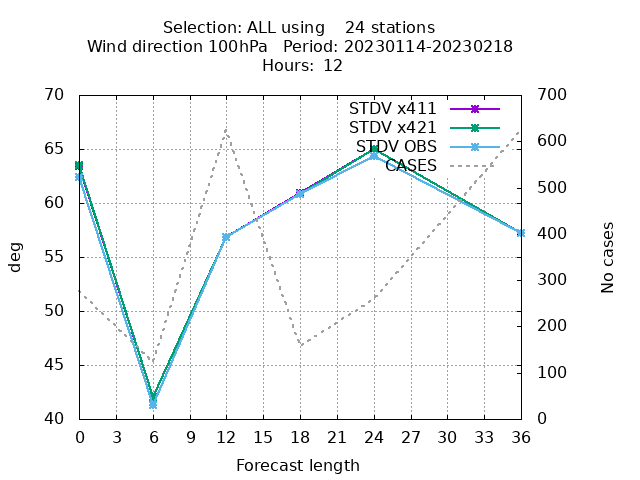 Selection: ALL using    24 stations
Wind direction 100hPa   Period: 20230114-20230218
Hours:  12
STDV x411
STDV x421
STDV OBS
CASES
70
65
60
55
50
45
40
700
600
500
400
300
200
100
0
deg
No cases
0 3 6 9 12 15 18 21 24 27 30 33 36
Forecast length